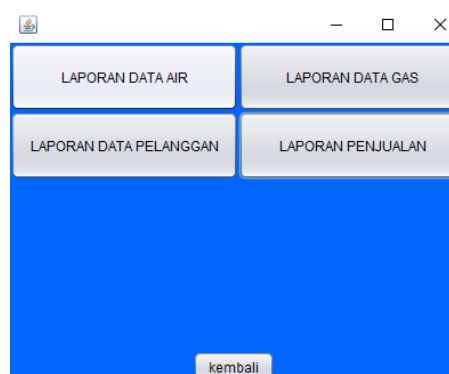 LAPORAN DATA AIR
LAPORAN DATA GAS
LAPORAN DATA PELANGGAN
LAPORAN PENJUALAN
kembali